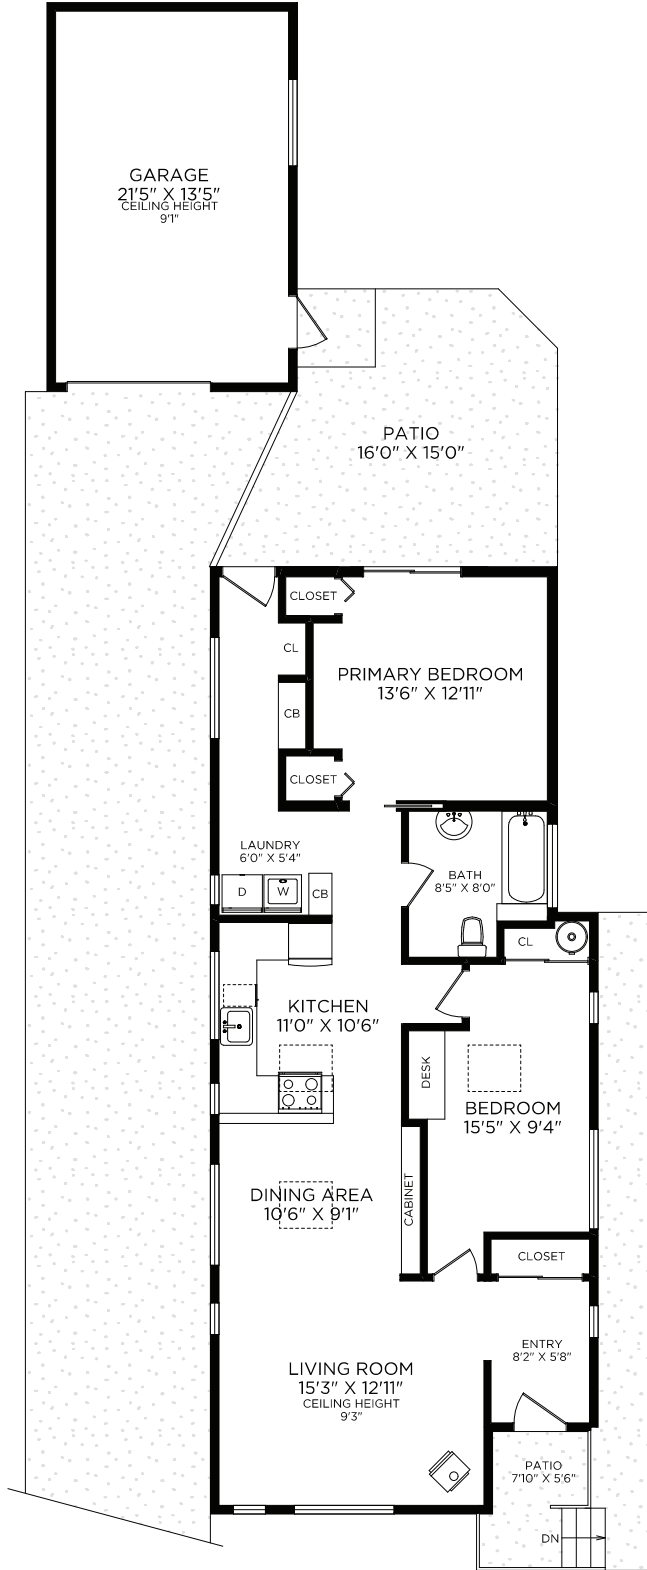 GARAGE
21'5" X 13'5"
CEILING HEIGHT
9'1"
PATIO
16'0" X 15'0"
CLOSET
CL
PRIMARY BEDROOM
13'6" X 12'11"
CB
CLOSET
LAUNDRY
6'0" X 5'4"
D
W
CB
BATH
8'5" X 8'0"
CL
KITCHEN
11'0" X 10'6"
DESK
BEDROOM
15'5" X 9'4"
DINING AREA
10'6" X 9'1"
CABINET
CLOSET
ENTRY
8'2" X 5'8"
LIVING ROOM
15'3" X 12'11"
CEILING HEIGHT
9'3"
PATIO
7'10" X 5'6"
DN